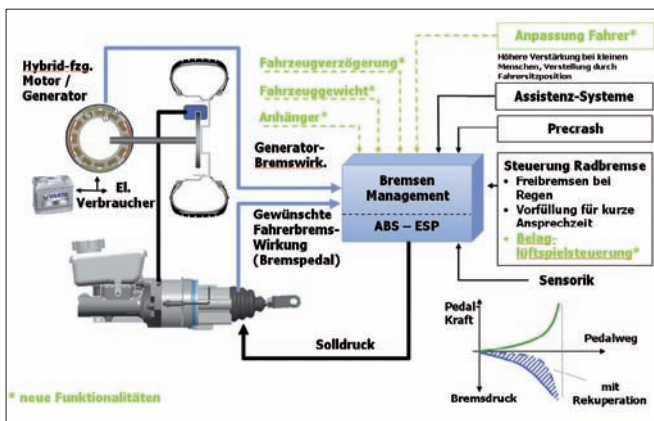 Hybrid-fzg.
Motor /
Generator
VARTA
El.
Verbraucher
Fahrzeugverzögerung*
Fahrzeuggewicht*
Anhänger*
Generator-
Bremswirk.
Gewünschte
Fahrerbrems-
Wirkung
(Bremspedal)
Bremsen
Management
ABS – ESP
Solldruck
Anpassung Fahrer*
Höhere Verstärkung bei kleinen
Menschen, Verstellung durch
Fahrersitzposition
Assistenz-Systeme
Precrash
Steuerung Radbremse
• Freibremsen bei
Regen
• Vorfüllung für kurze
Ansprechzeit
• Belag-
lüftspielsteuerung*
Sensorik
Pedal-
Kraft
Pedalweg
mit
Rekuperation
Bremsdruck
* neue Funktionalitäten